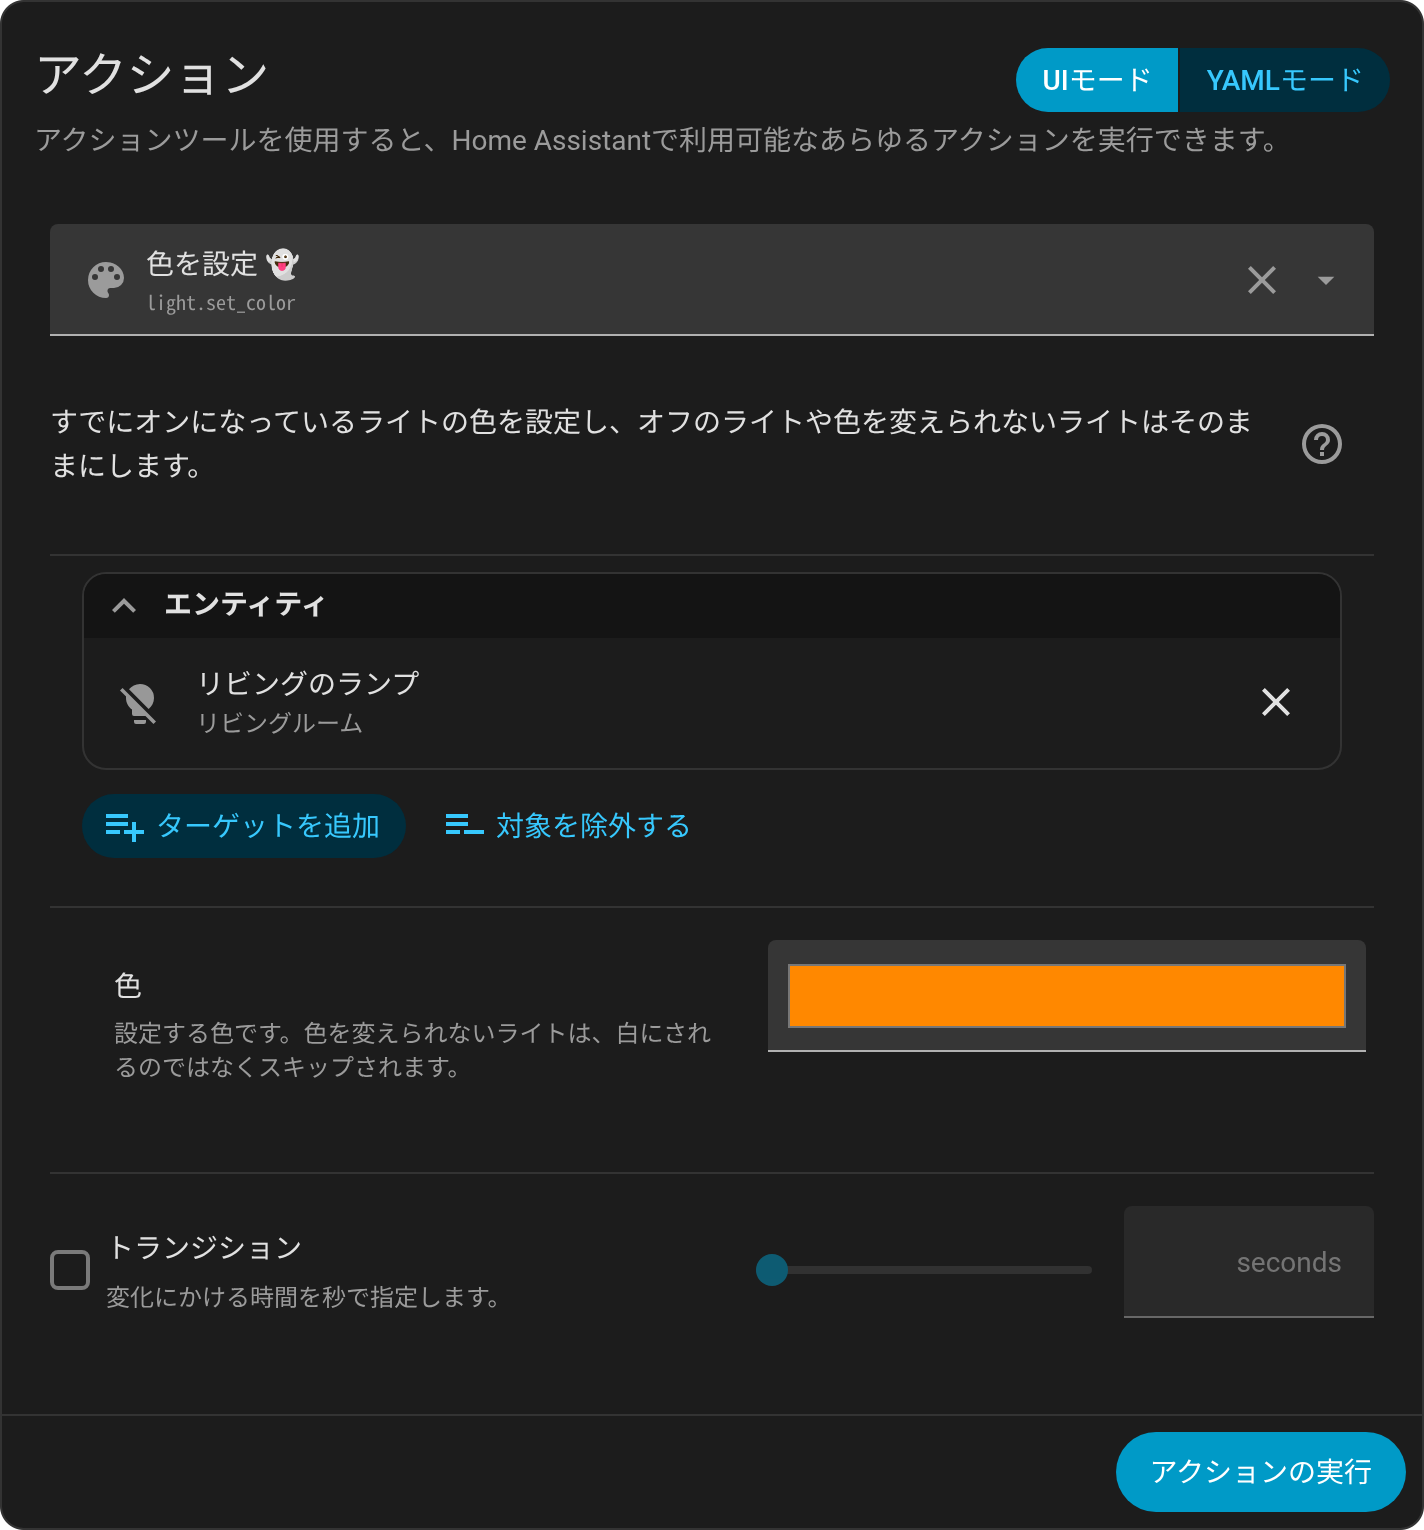 アクション
UIモード
YAMLモード
アクションツールを使用すると、Home Assistantで利用可能なあらゆるアクションを実行できます。
色を設定 👻
light.set_color
すでにオンになっているライトの色を設定し、オフのライトや色を変えられないライトはそのま
まにします。
エンティティ
リビングのランプ
リビングルーム
ターゲットを追加
対象を除外する
色
設定する色です。色を変えられないライトは、白にされ
るのではなくスキップされます。
トランジション
変化にかける時間を秒で指定します。
seconds
アクションの実行